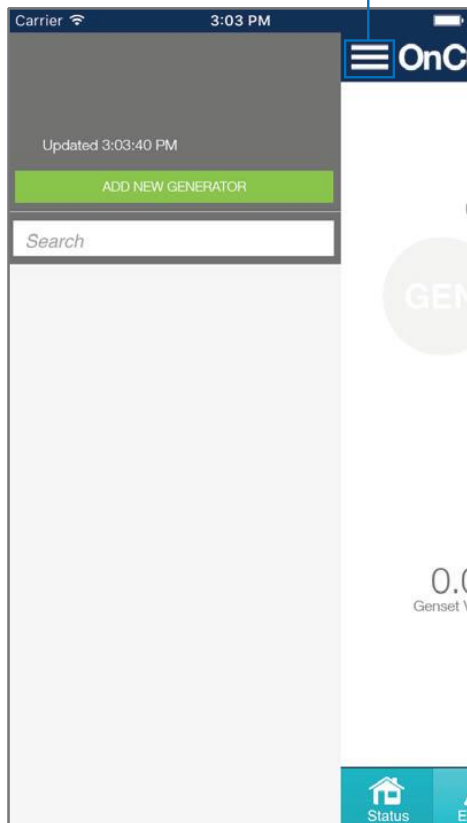 Carrier 3:03 PM
OnC
Updated 3:03:40 PM
ADD NEW GENERATOR
Search
GEN
0.0
Genset
Status